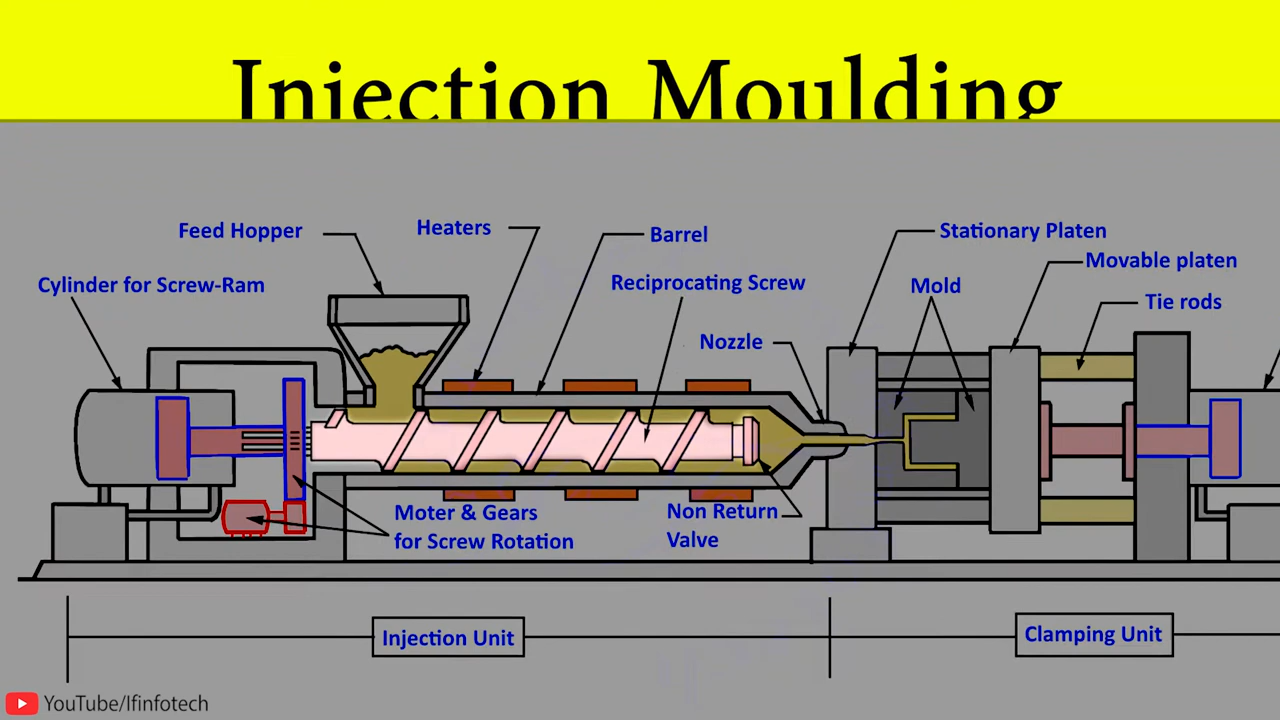 Injection Moulding
Feed Hopper
Heaters
Barrel
Stationary Platen
Movable platen
Cylinder for Screw-Ram
Reciprocating Screw
Mold
Tie rods
Nozzle
Moter & Gears
for Screw Rotation
Non Return
Valve
Injection Unit
Clamping Unit
YouTube/lfinfotech